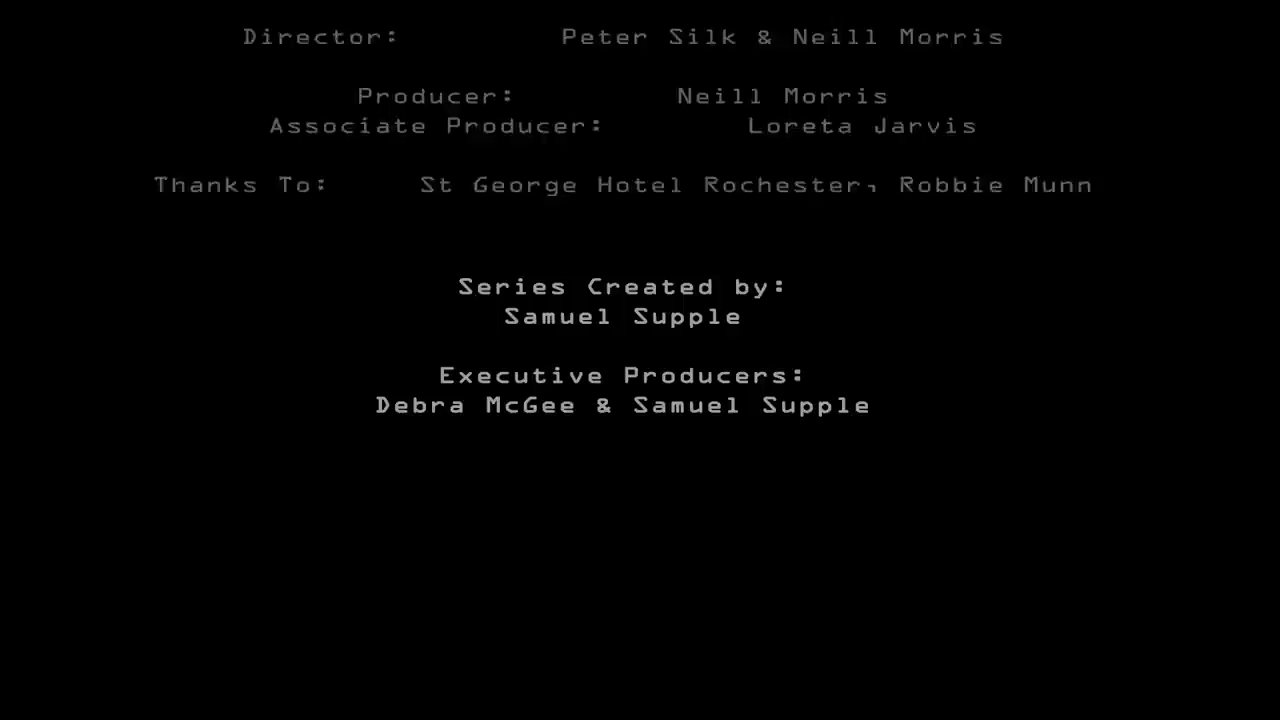 Director: Peter Silk & Neill Morris
Producer: Neill Morris
Associate Producer: Loreta Jarvis
Thanks To: St George Hotel Rochester, Robbie Munn
Series Created by:
Samuel Supple
Executive Producers:
Debra McGee & Samuel Supple